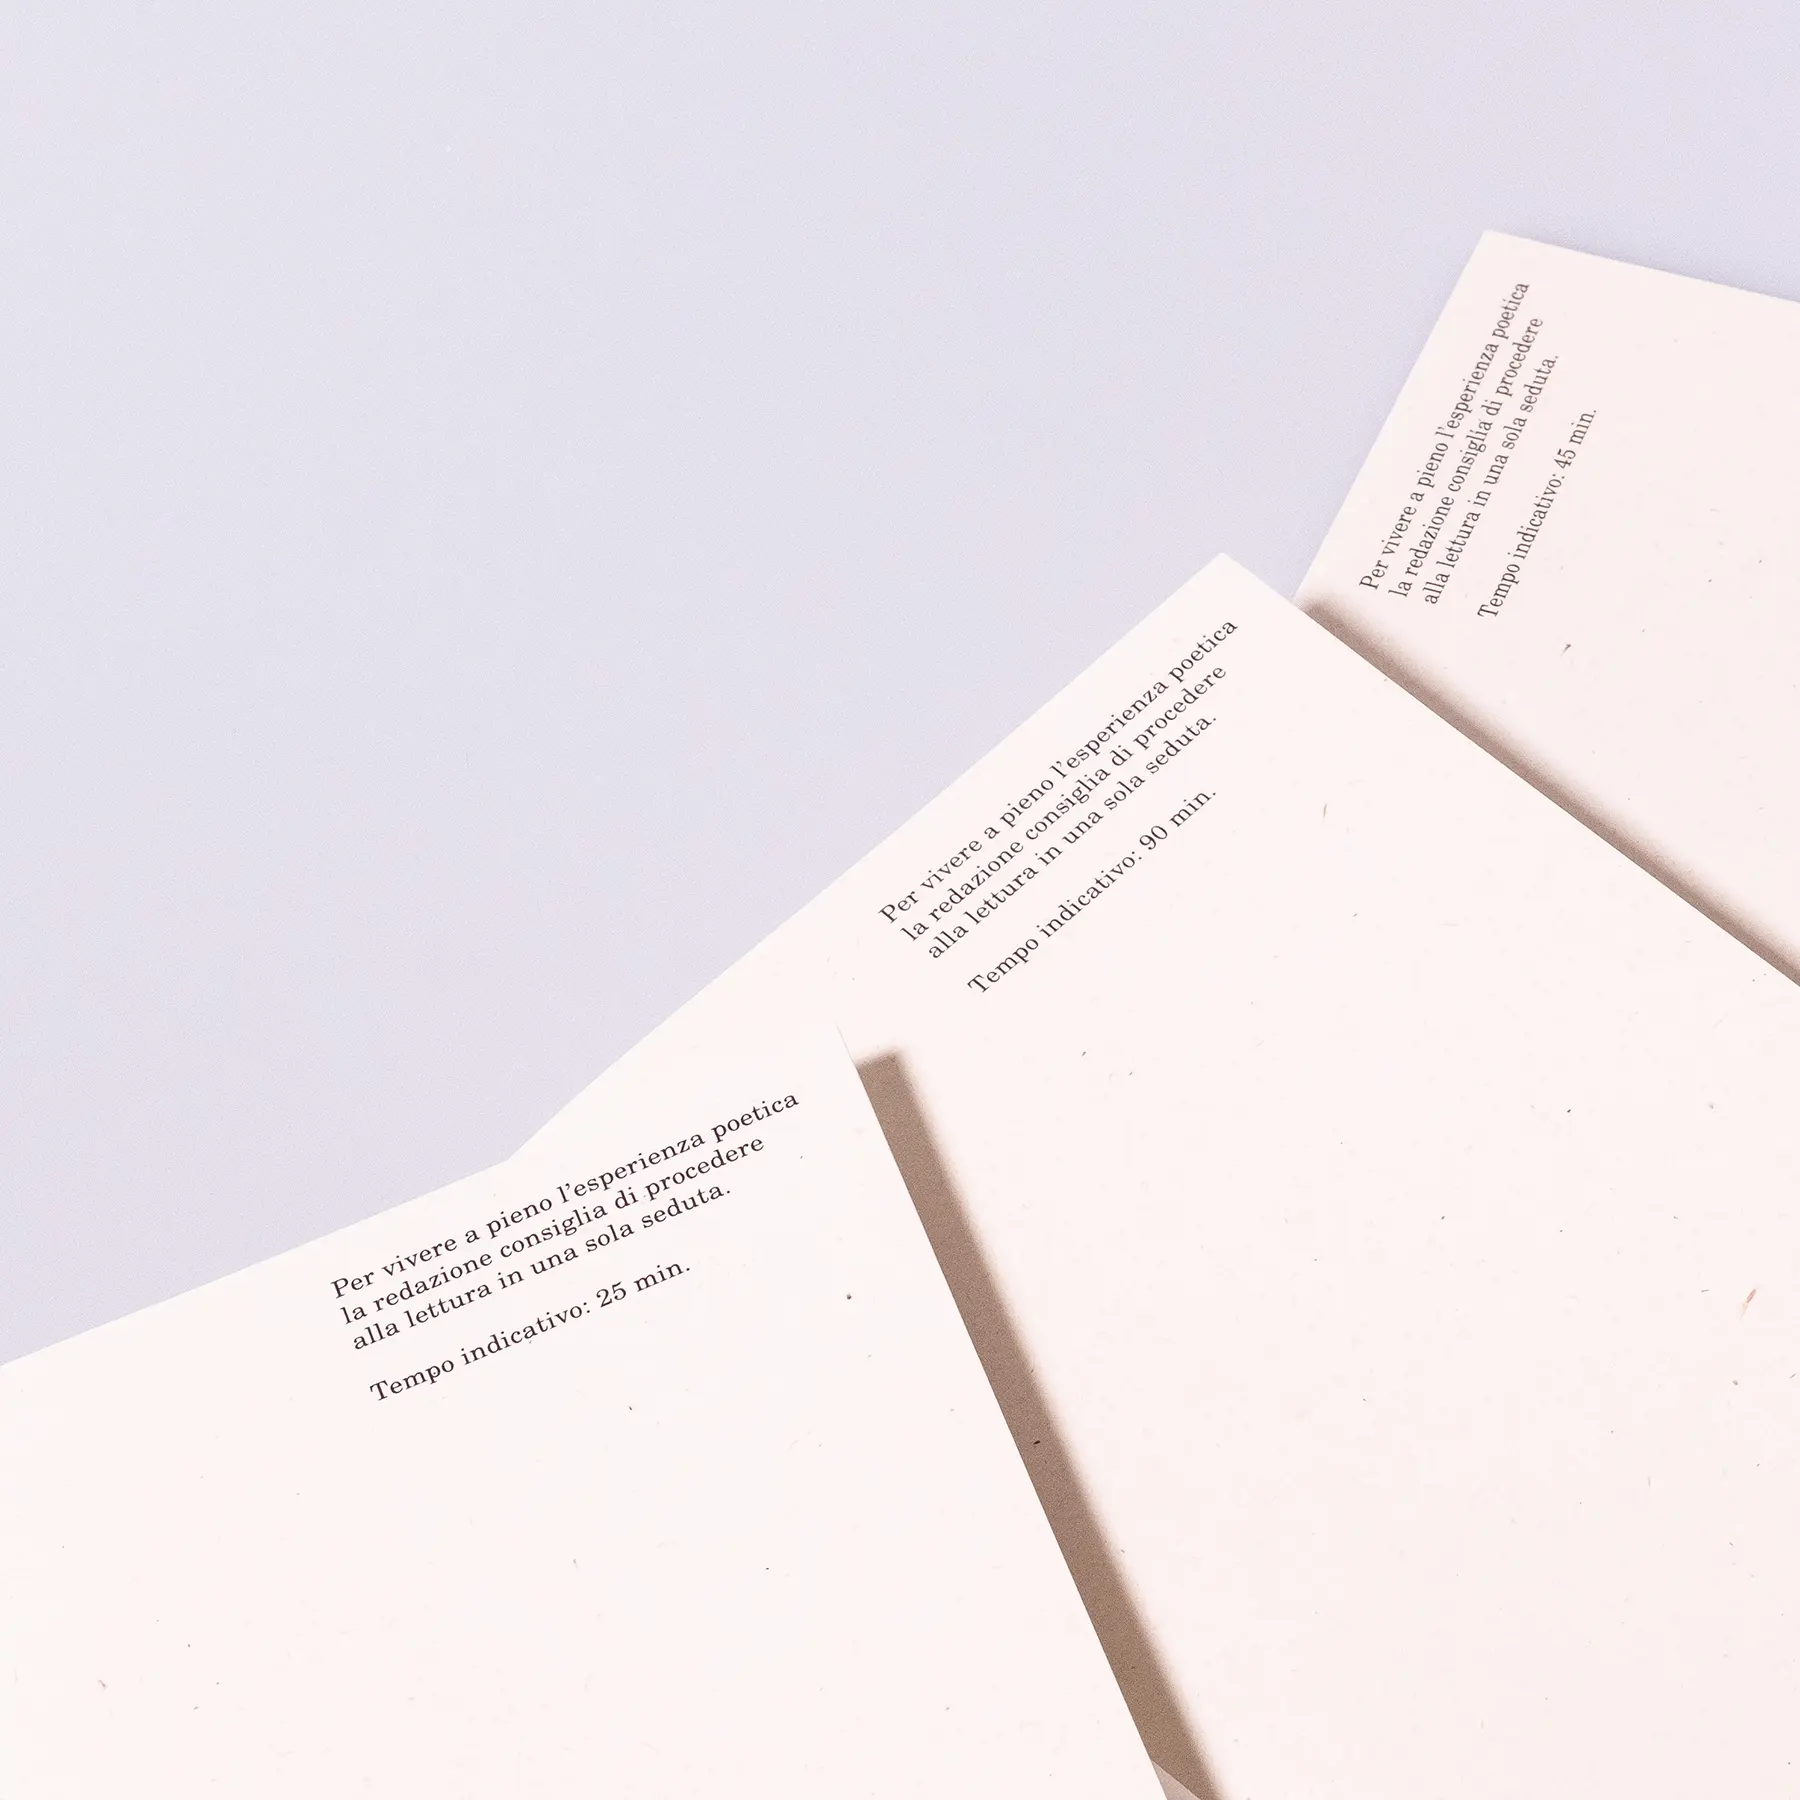 Per vivere a pieno l’esperienza poetica
la redazione consiglia di procedere
alla lettura in una sola seduta.
Tempo indicativo: 45 min.
Per vivere a pieno l’esperienza poetica
la redazione consiglia di procedere
alla lettura in una sola seduta.
Tempo indicativo: 90 min.
Per vivere a pieno l’esperienza poetica
la redazione consiglia di procedere
alla lettura in una sola seduta.
Tempo indicativo: 25 min.